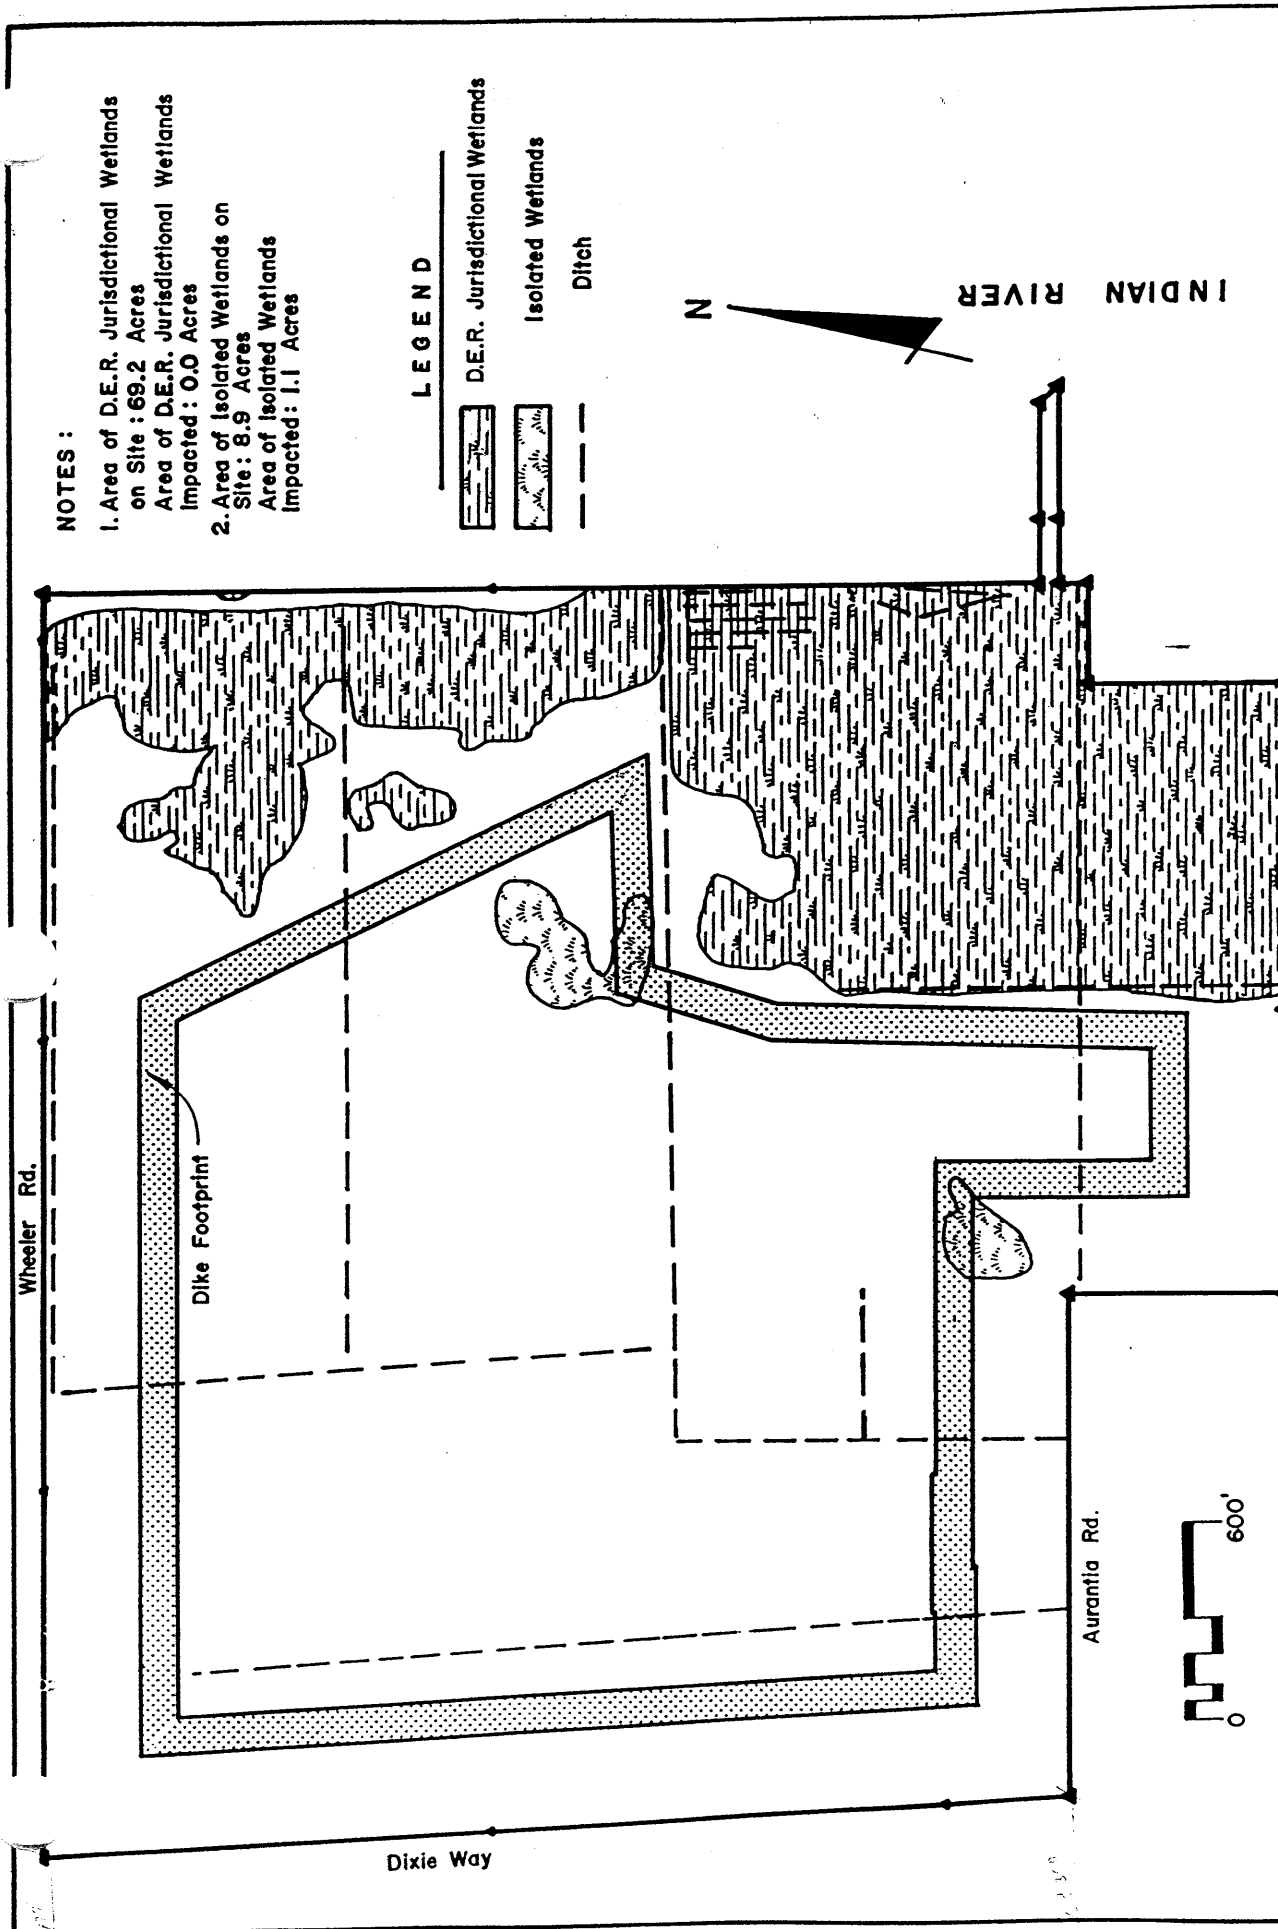 NOTES :
1. Area of D.E.R. Jurisdictional Wetlands
on Site : 69.2 Acres
Area of D.E.R. Jurisdictional Wetlands
Impacted : 0.0 Acres
2. Area of Isolated Wetlands on
Site : 8.9 Acres
Area of Isolated Wetlands
Impacted : 1.1 Acres
LEGEND
D.E.R. Jurisdictional Wetlands
Isolated Wetlands
Ditch
N
INDIAN RIVER
Wheeler Rd.
Dike Footprint
Dixie Way
Aurantia Rd.
0 600'